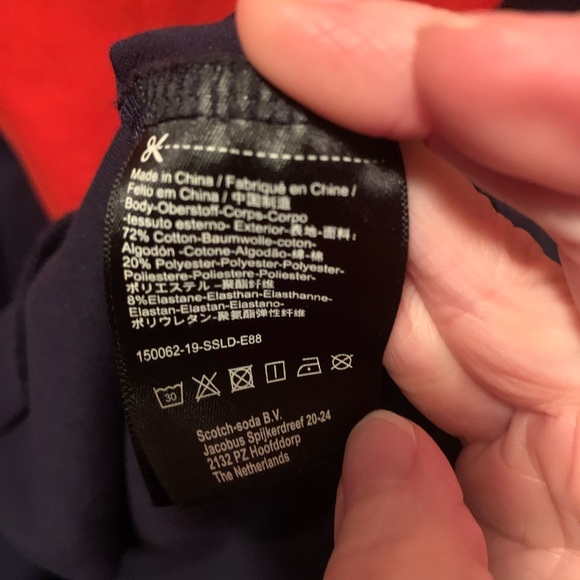 Made in China / Fabriqué en Chine /
Feito em China / 中国制造
Body-Oberstoff-Corps-Corpo
-tessuto esterno- Exterior-表地-面料:
72% Cotton-Baumwolle-coton-
Algodón -Cotone-Algodão-綿-棉
20% Polyester-Polyester-Polyester-
Poliestere-Poliestere-Poliester-
ポリエステル -聚酯纤维
8%Elastane-Elasthan-Elasthanne-
Elastan-Elastan-Elastano-
ポリウレタン-聚氨酯弹性纤维
150062-19-SSLD-E88
30
Scotch-soda B.V.
Jacobus Spijkerdreef 20-24
2132 PZ Hoofddorp
The Netherlands